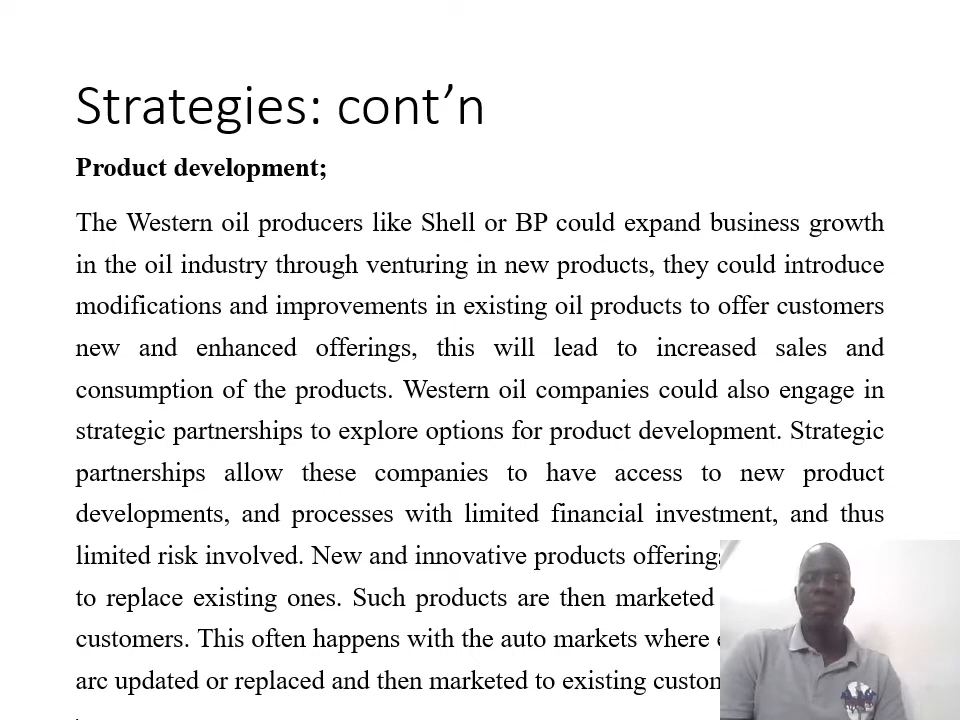 Strategies: cont’n
Product development;
The Western oil producers like Shell or BP could expand business growth
in the oil industry through venturing in new products, they could introduce
modifications and improvements in existing oil products to offer customers
new and enhanced offerings, this will lead to increased sales and
consumption of the products. Western oil companies could also engage in
strategic partnerships to explore options for product development. Strategic
partnerships allow these companies to have access to new product
developments, and processes with limited financial investment, and thus
limited risk involved. New and innovative products offerings
to replace existing ones. Such products are then marketed
customers. This often happens with the auto markets where
arc updated or replaced and then marketed to existing